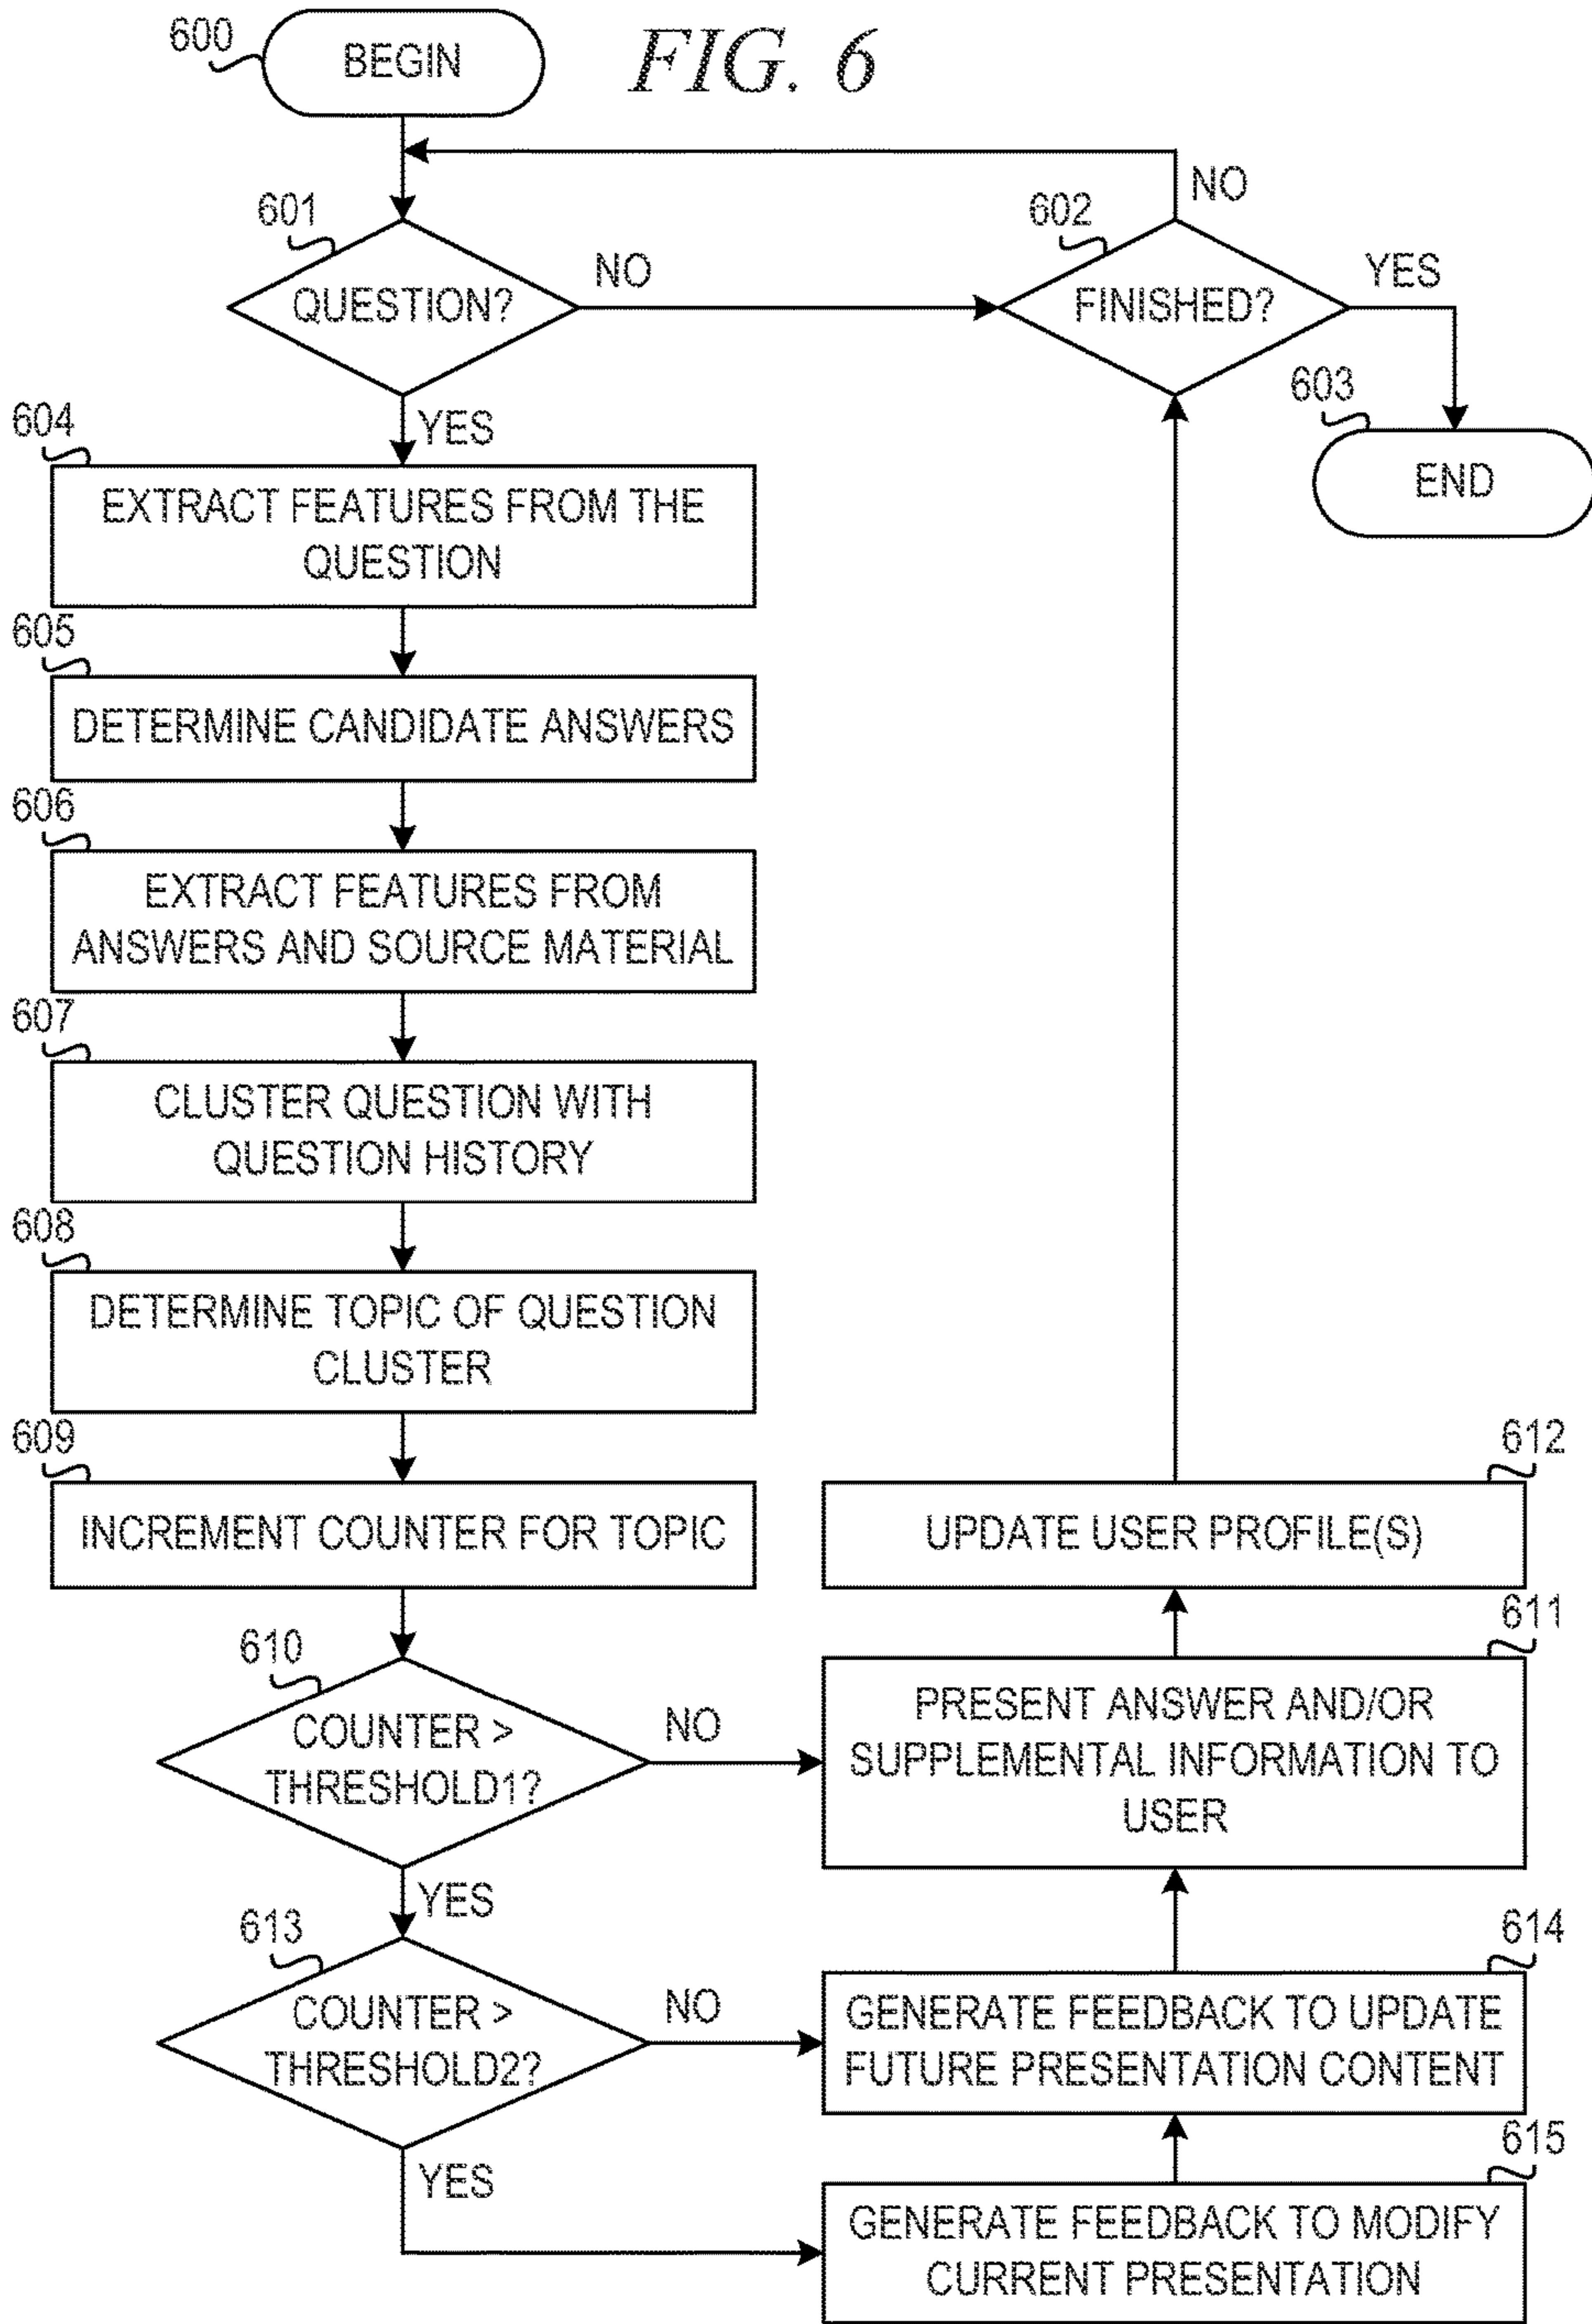 600
BEGIN
FIG. 6
NO
601
602
QUESTION?
NO
FINISHED?
YES
603
END
YES
604
EXTRACT FEATURES FROM THE
QUESTION
605
DETERMINE CANDIDATE ANSWERS
606
EXTRACT FEATURES FROM
ANSWERS AND SOURCE MATERIAL
607
CLUSTER QUESTION WITH
QUESTION HISTORY
608
DETERMINE TOPIC OF QUESTION
CLUSTER
609
INCREMENT COUNTER FOR TOPIC
612
UPDATE USER PROFILE(S)
610
COUNTER >
THRESHOLD1?
NO
611
PRESENT ANSWER AND/OR
SUPPLEMENTAL INFORMATION TO
USER
YES
613
COUNTER >
THRESHOLD2?
NO
614
GENERATE FEEDBACK TO UPDATE
FUTURE PRESENTATION CONTENT
YES
615
GENERATE FEEDBACK TO MODIFY
CURRENT PRESENTATION